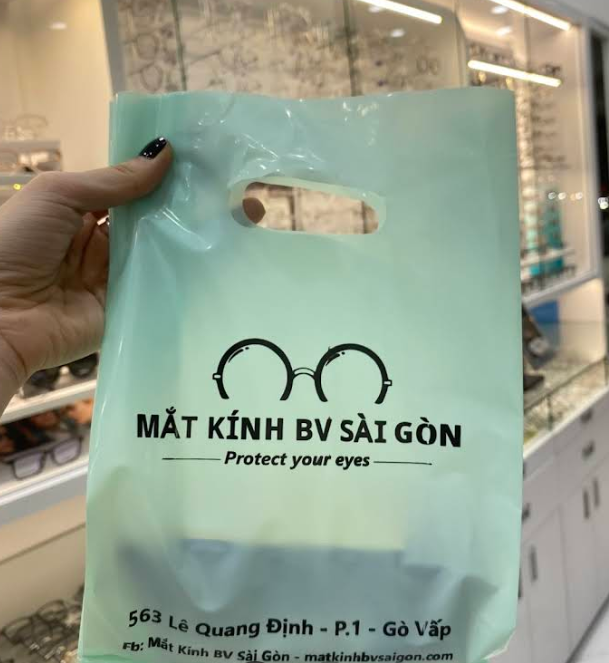 MẮT KÍNH BV SÀI GÒN
Protect your eyes
563 Lê Quang Định - P.1 - Gò Vấp
Fb: Mắt Kính BV Sài Gòn - matkinhbvsaigon.com